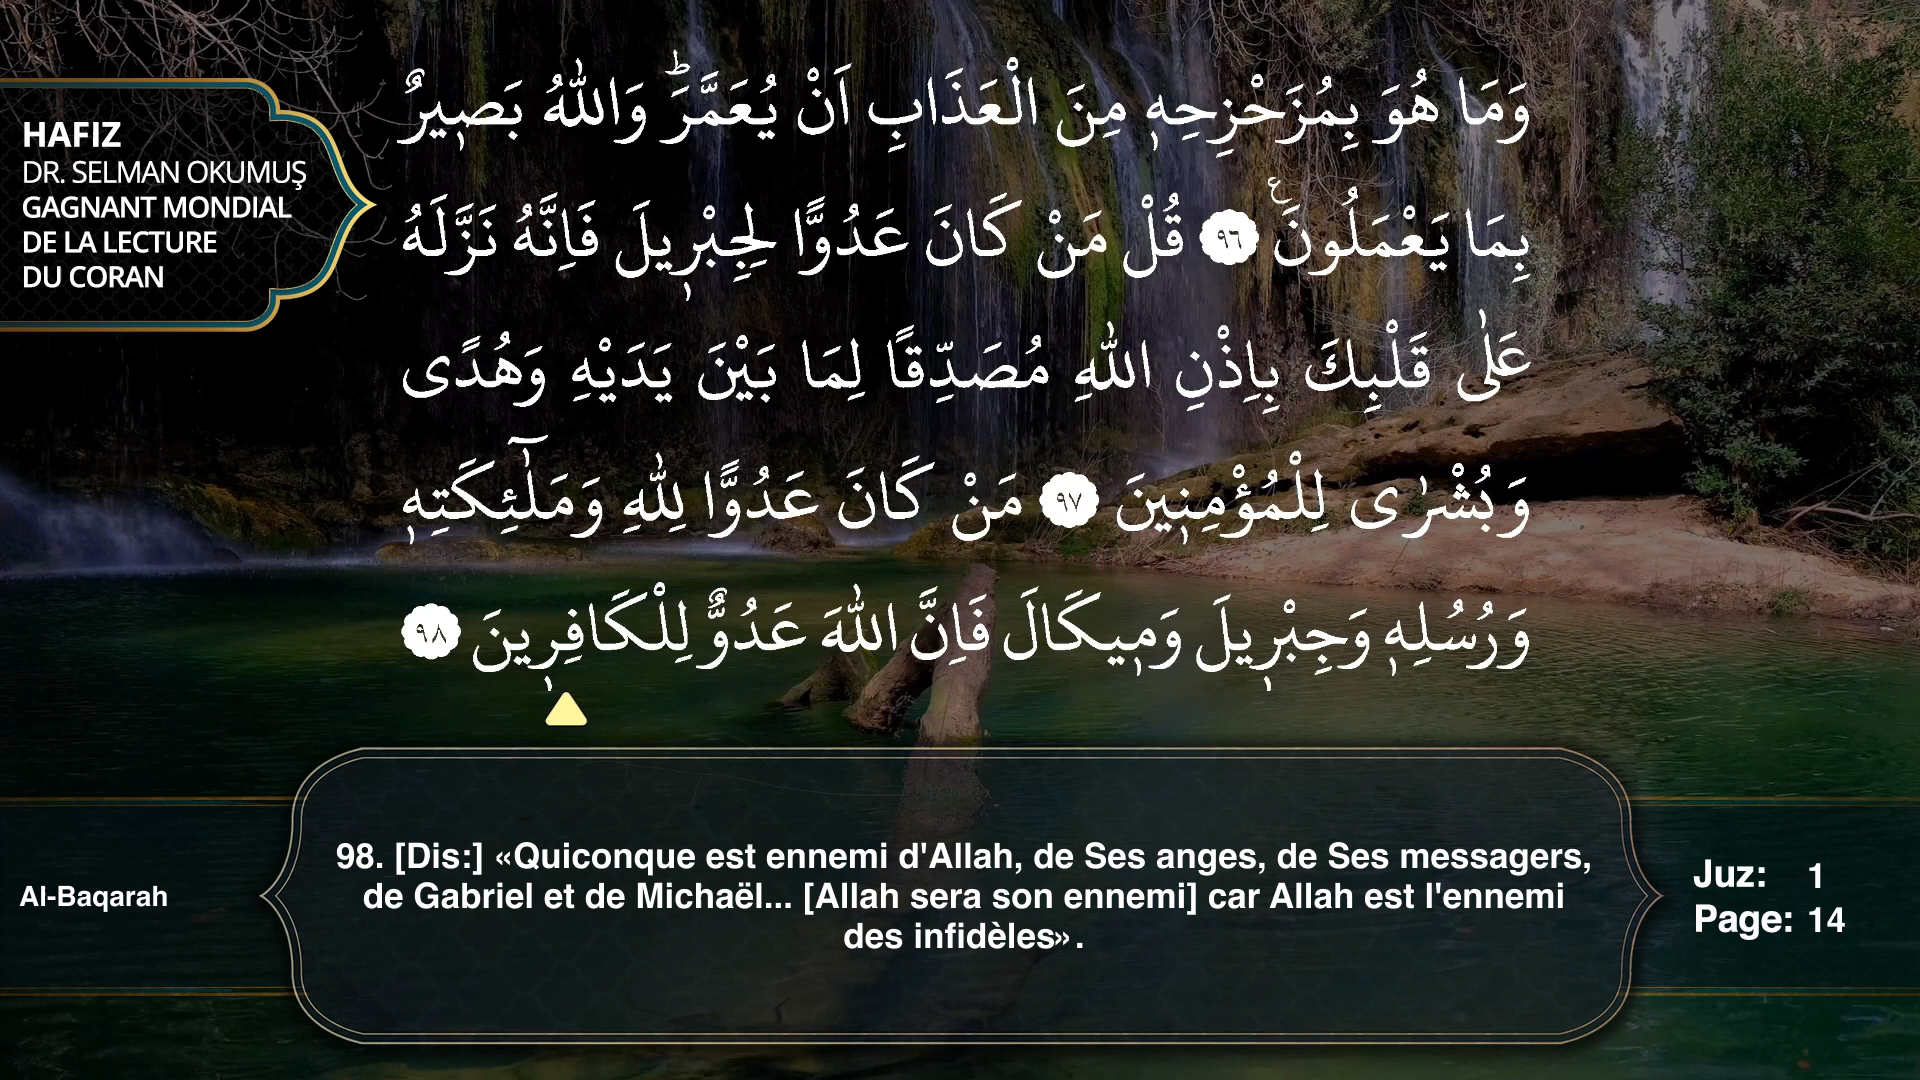 HAFIZ
DR. SELMAN OKUMUŞ
GAGNANT MONDIAL
DE LA LECTURE
DU CORAN
وَمَا هُوَ بِمُزَحْزِحِهٖ مِنَ الْعَذَابِ اَنْ يُعَمَّرَؕ وَاللّٰهُ بَصٖيرٌ
بِمَا يَعْمَلُونَࣖ ﴿٩٦﴾ قُلْ مَنْ كَانَ عَدُوًّا لِجِبْرٖيلَ فَاِنَّهُ نَزَّلَهُ
عَلٰى قَلْبِكَ بِاِذْنِ اللّٰهِ مُصَدِّقًا لِمَا بَيْنَ يَدَيْهِ وَهُدًى
وَبُشْرٰى لِلْمُؤْمِنٖينَ ﴿٩٧﴾ مَنْ كَانَ عَدُوًّا لِلّٰهِ وَمَلٰٓئِكَتِهٖ
وَرُسُلِهٖ وَجِبْرٖيلَ وَمٖيكَالَ فَاِنَّ اللّٰهَ عَدُوٌّ لِلْكَافِرٖينَ ﴿٩٨﴾
98. [Dis:] «Quiconque est ennemi d'Allah, de Ses anges, de Ses messagers,
de Gabriel et de Michaël... [Allah sera son ennemi] car Allah est l'ennemi
des infidèles».
Al-Baqarah
Juz: 1
Page: 14